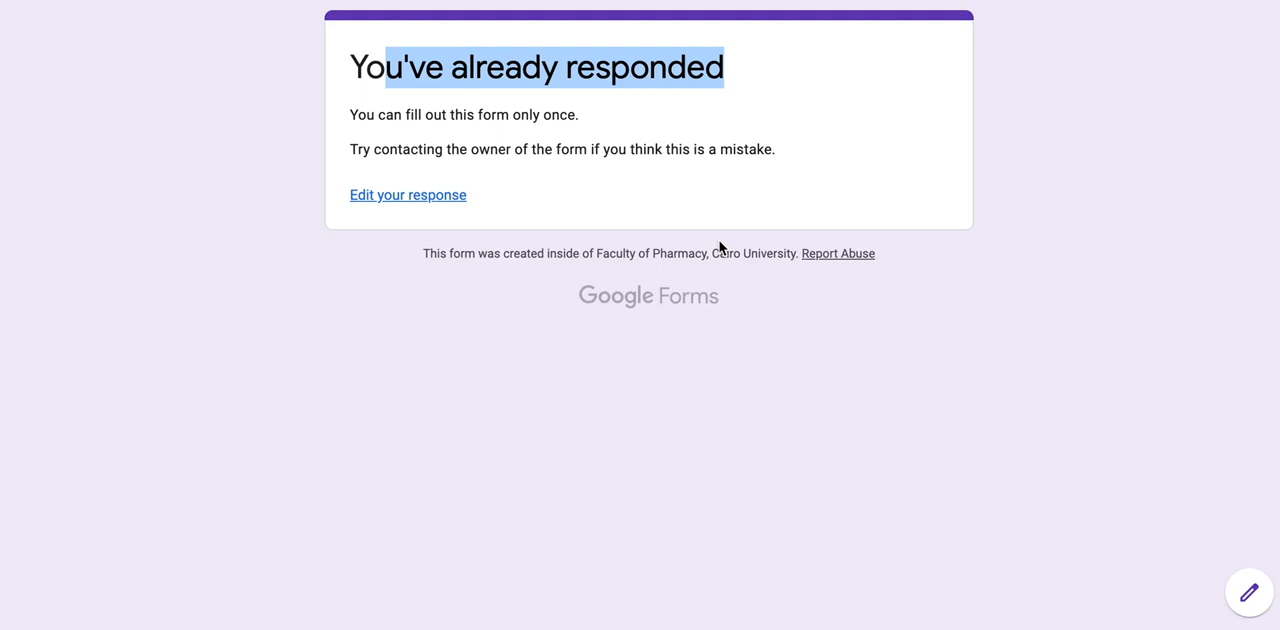 You've already responded
You can fill out this form only once.
Try contacting the owner of the form if you think this is a mistake.
Edit your response
This form was created inside of Faculty of Pharmacy, Cairo University. Report Abuse
Google Forms